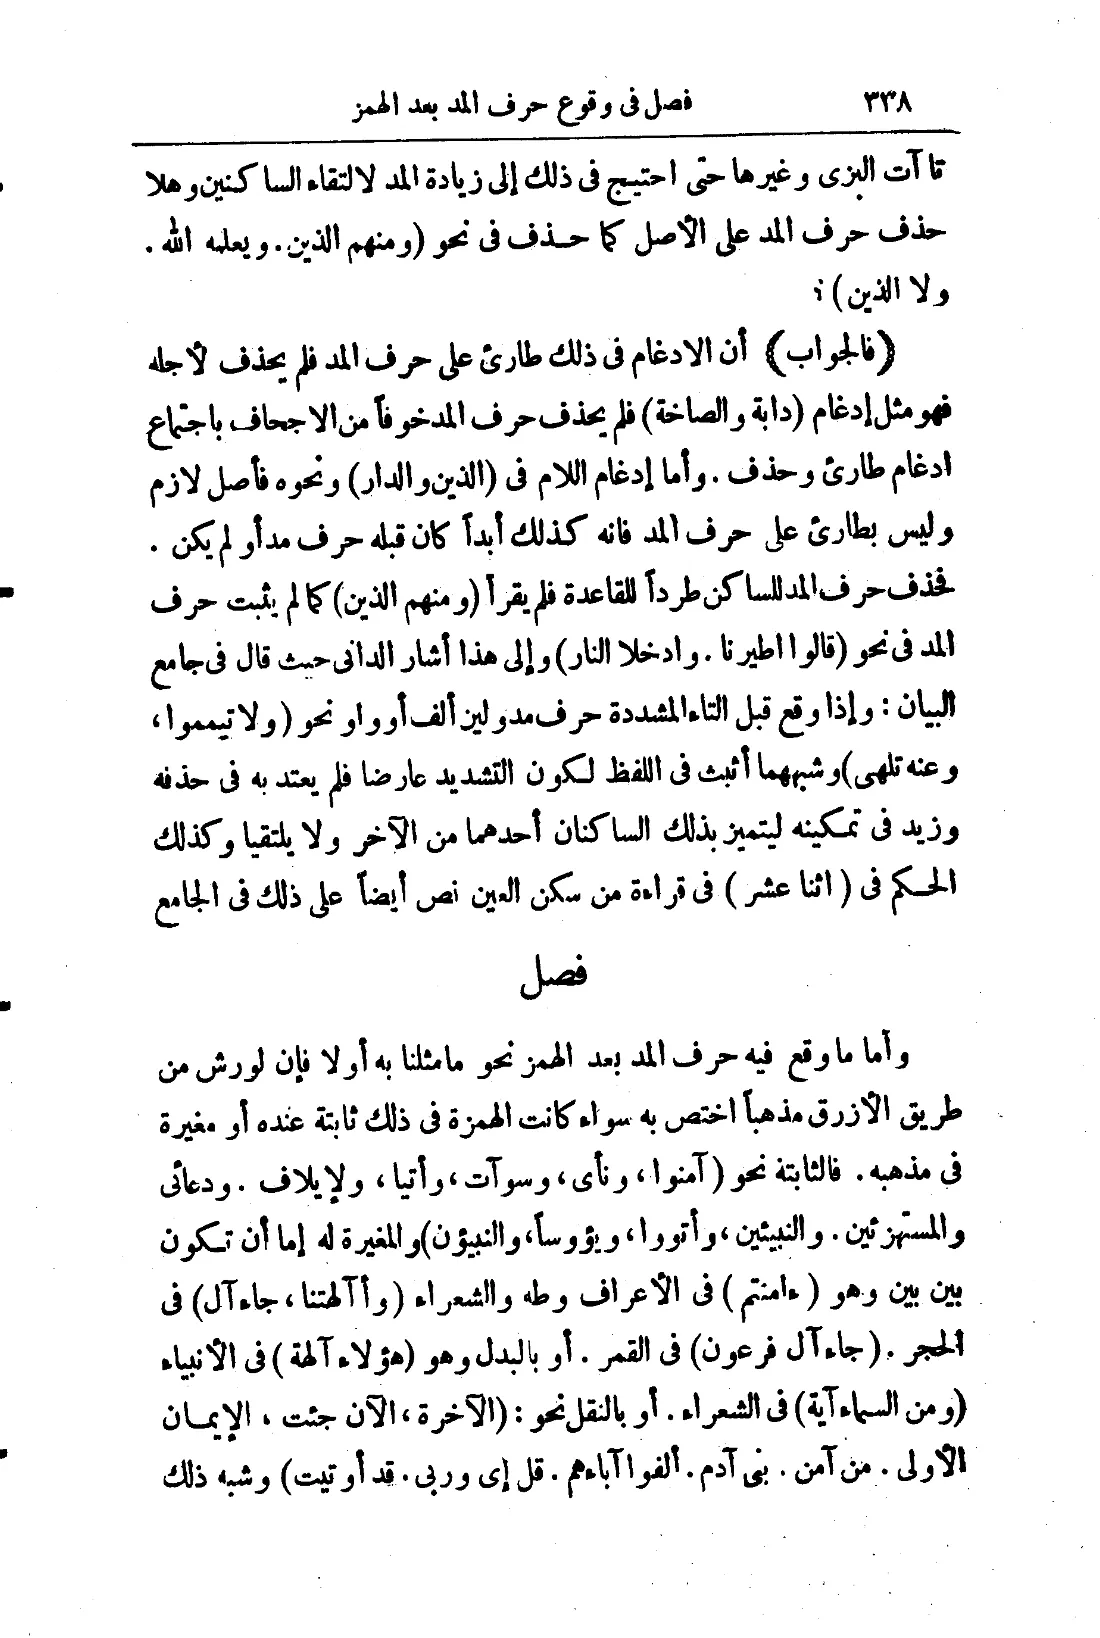 ٣٣٨ فصل فى وقوع حرف المد بعد الهمز
تاآت البزى وغيرها حتى احتيج فى ذلك إلى زيادة المد لالتقاء الساكنين وهلا
حذف حرف المد على الأصل كما حذف فى نحو (ومنهم الذين. ويعلمه الله .
ولا الذين) ؟
(فالجواب) أن الادغام فى ذلك طارئ على حرف المد فلم يحذف لأجله
فهو مثل إدغام (دابة والصاخة) فلم يحذف حرف المد خوفاً من الاجحاف باجتماع
ادغام طارئ وحذف . وأما إدغام اللام فى (الذين والدار) ونحوه فأصل لازم
وليس بطارئ على حرف المد فانه كذلك أبداً كان قبله حرف مد أو لم يكن .
فحذف حرف المد للساكن طرداً للقاعدة فلم يقرأ (ومنهم الذين) كما لم يثبت حرف
المد فى نحو (قالوا اطيرنا . وادخلا النار) وإلى هذا أشار الدانى حيث قال فى جامع
البيان : وإذا وقع قبل التاء المشددة حرف مد ولين ألف أو واو نحو (ولا تيمموا ،
وعنه تلهى) وشبههما أثبت فى اللفظ لكون التشديد عارضا فلم يعتد به فى حذفه
وزيد فى تمكينه ليتميز بذلك الساكنان أحدهما من الآخر ولا يلتقيا وكذلك
الحكم فى (اثنا عشر) فى قراءة من سكن العين نص أيضاً على ذلك فى الجامع
فصل
وأما ما وقع فيه حرف المد بعد الهمز نحو مامثلنا به أولا فإن لورش من
طريق الأزرق مذهباً اختص به سواء كانت الهمزة فى ذلك ثابتة عنده أو مغيرة
فى مذهبه. فالثابتة نحو (آمنوا ، ونأى ، وسوآت ، وأتيا ، ولإيلاف . ودعائى
والمستهزئين . والنبيئين ، وأتووا ، ويؤوساً ، والنبيؤن) والمغيرة له إما أن تكون
بين بين وهو (ءامنتم) فى الأعراف وطه والشعراء (وأآلهتنا ، جاء آل) فى
الحجر . (جاء آل فرعون) فى القمر . أو بالبدل وهو (هؤلاء آلهة) فى الأنبياء
(ومن السماء آية) فى الشعراء . أو بالنقل نحو : (الآخرة ، الآن جئت ، الإيمان
الأولى . من آمن . بنى آدم . ألفوا آباءهم . قل إى وربى . قد أوتيت) وشبه ذلك